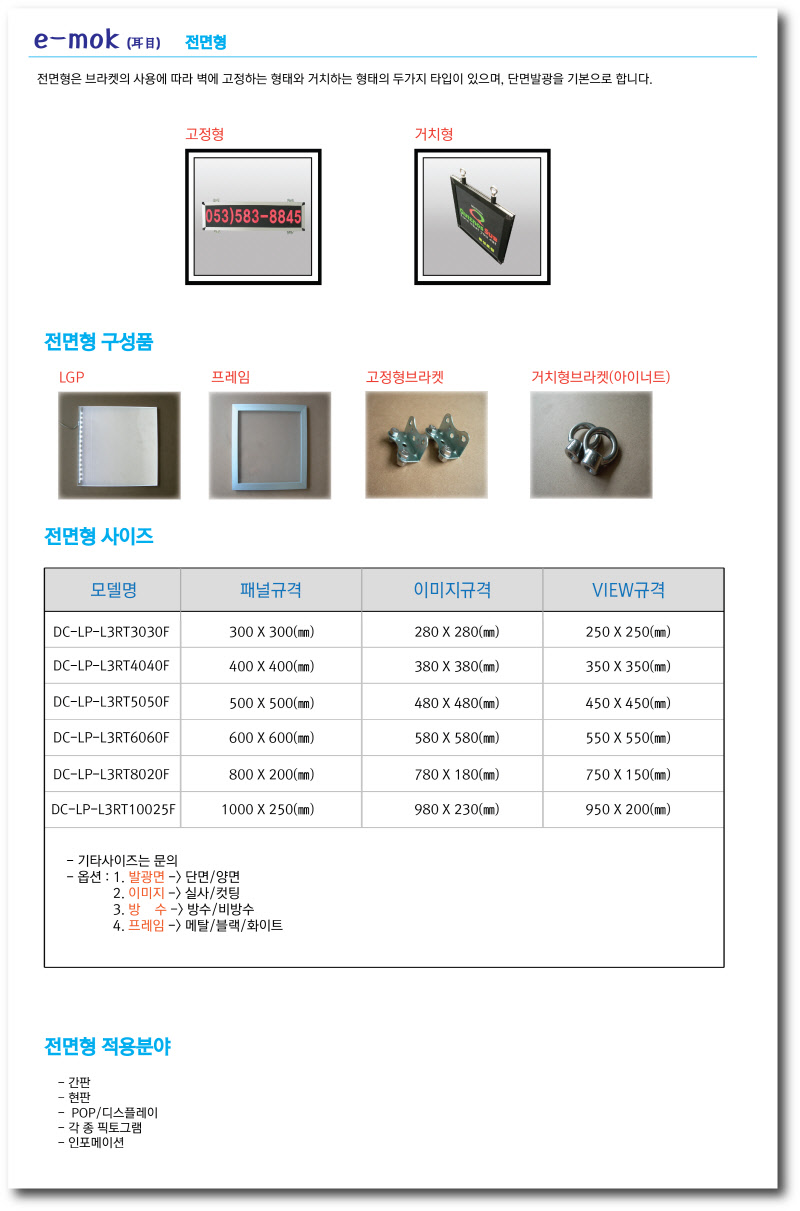 e-mok (耳目) 전면형
전면형은 브라켓의 사용에 따라 벽에 고정하는 형태와 거치하는 형태의 두가지 타입이 있으며, 단면발광을 기본으로 합니다.
고정형 거치형
053)583-8845
전면형 구성품
LGP 프레임 고정형브라켓 거치형브라켓(아이너트)
전면형 사이즈
모델명 패널규격 이미지규격 VIEW규격
DC-LP-L3RT3030F 300 X 300(㎜) 280 X 280(㎜) 250 X 250(㎜)
DC-LP-L3RT4040F 400 X 400(㎜) 380 X 380(㎜) 350 X 350(㎜)
DC-LP-L3RT5050F 500 X 500(㎜) 480 X 480(㎜) 450 X 450(㎜)
DC-LP-L3RT6060F 600 X 600(㎜) 580 X 580(㎜) 550 X 550(㎜)
DC-LP-L3RT8020F 800 X 200(㎜) 780 X 180(㎜) 750 X 150(㎜)
DC-LP-L3RT10025F 1000 X 250(㎜) 980 X 230(㎜) 950 X 200(㎜)
- 기타사이즈는 문의
- 옵션 : 1. 발광면 -> 단면/양면
2. 이미지 -> 실사/컷팅
3. 방 수 -> 방수/비방수
4. 프레임 -> 메탈/블랙/화이트
전면형 적용분야
- 간판
- 현판
- POP/디스플레이
- 각 종 픽토그램
- 인포메이션